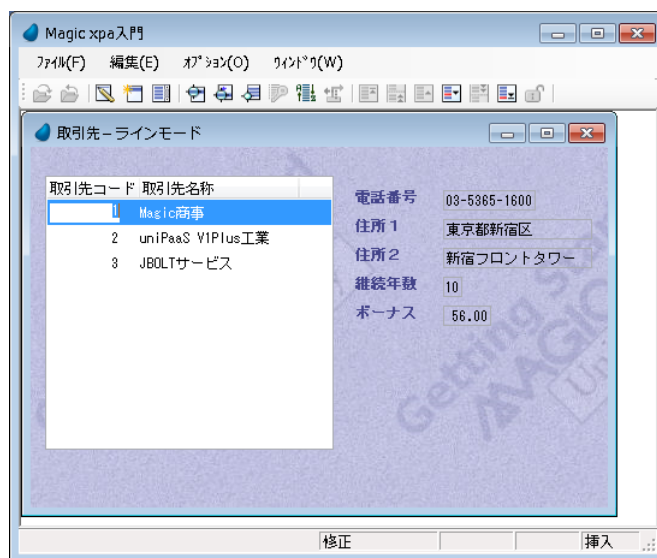 Magic xpa入門
ﾌｧｲﾙ(F) 編集(E) ｵﾌﾟｼｮﾝ(O) ｳｨﾝﾄﾞｳ(W)
取引先－ラインモード
取引先コード 取引先名称
1 Magic商事
2 uniPaaS V1Plus工業
3 JBOLTサービス
電話番号 03-5365-1600
住所１ 東京都新宿区
住所２ 新宿フロントタワー
継続年数 10
ボーナス 56.00
Getting Star
MAGIC
Uni
修正 挿入